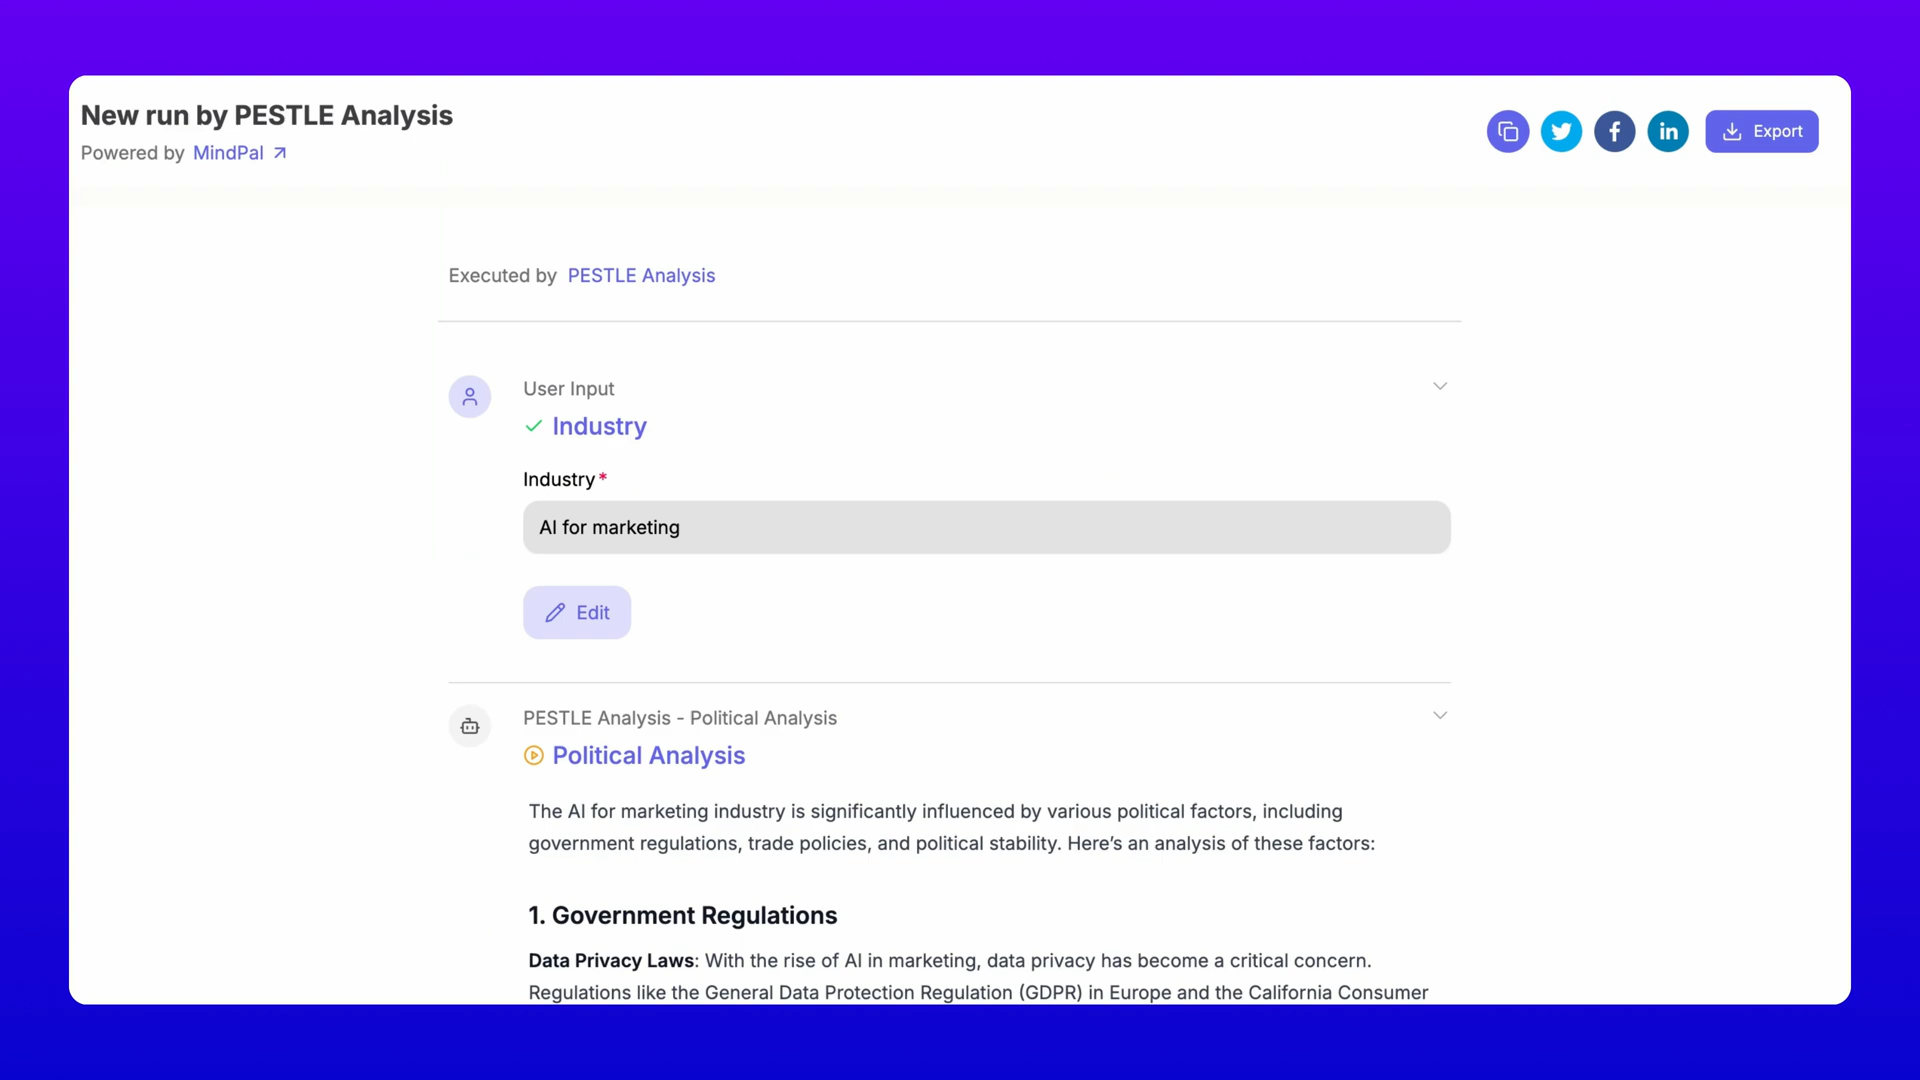 New run by PESTLE Analysis
Powered by MindPal
Export
Executed by PESTLE Analysis
User Input
Industry
Industry*
AI for marketing
Edit
PESTLE Analysis - Political Analysis
Political Analysis
The AI for marketing industry is significantly influenced by various political factors, including
government regulations, trade policies, and political stability. Here’s an analysis of these factors:
1. Government Regulations
Data Privacy Laws: With the rise of AI in marketing, data privacy has become a critical concern.
Regulations like the General Data Protection Regulation (GDPR) in Europe and the California Consumer